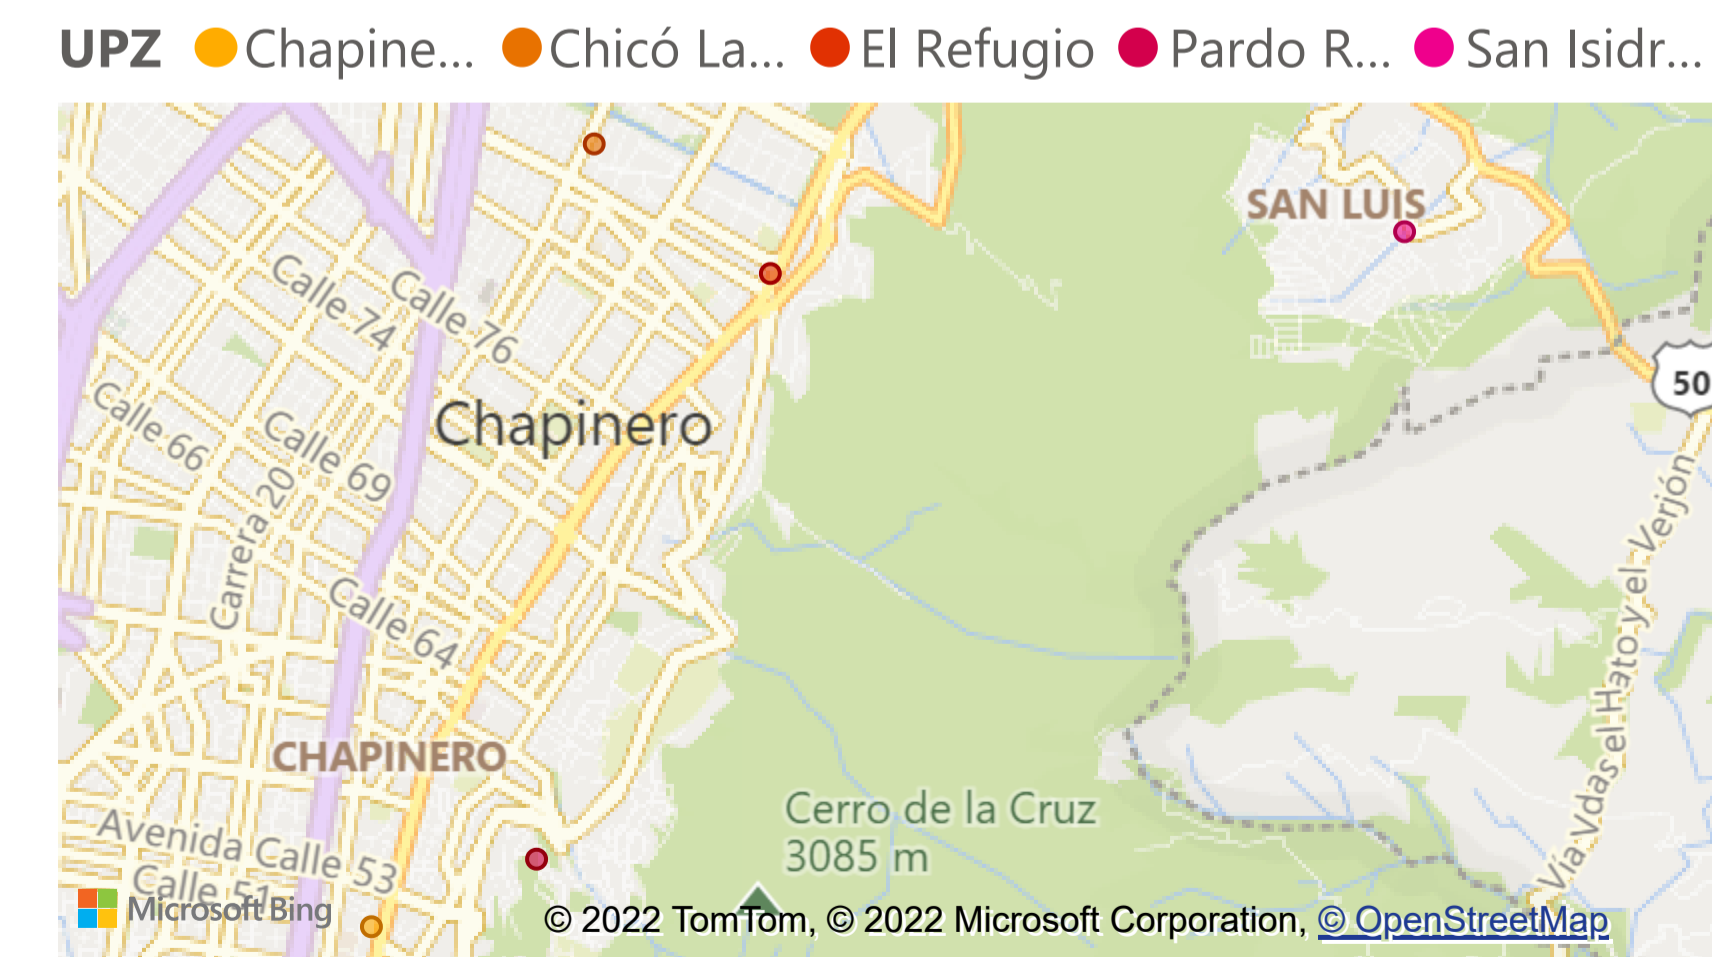 UPZ Chapine... Chicó La... El Refugio Pardo R... San Isidr...
SAN LUIS
Calle 74
Calle 76
50
Calle 66
Calle 69
Chapinero
Carrera 20
Calle 64
Vía Vdas el Hato y el Verjón
CHAPINERO
Cerro de la Cruz
3085 m
Avenida Calle 53
Calle 51
Microsoft Bing
© 2022 TomTom, © 2022 Microsoft Corporation, © OpenStreetMap